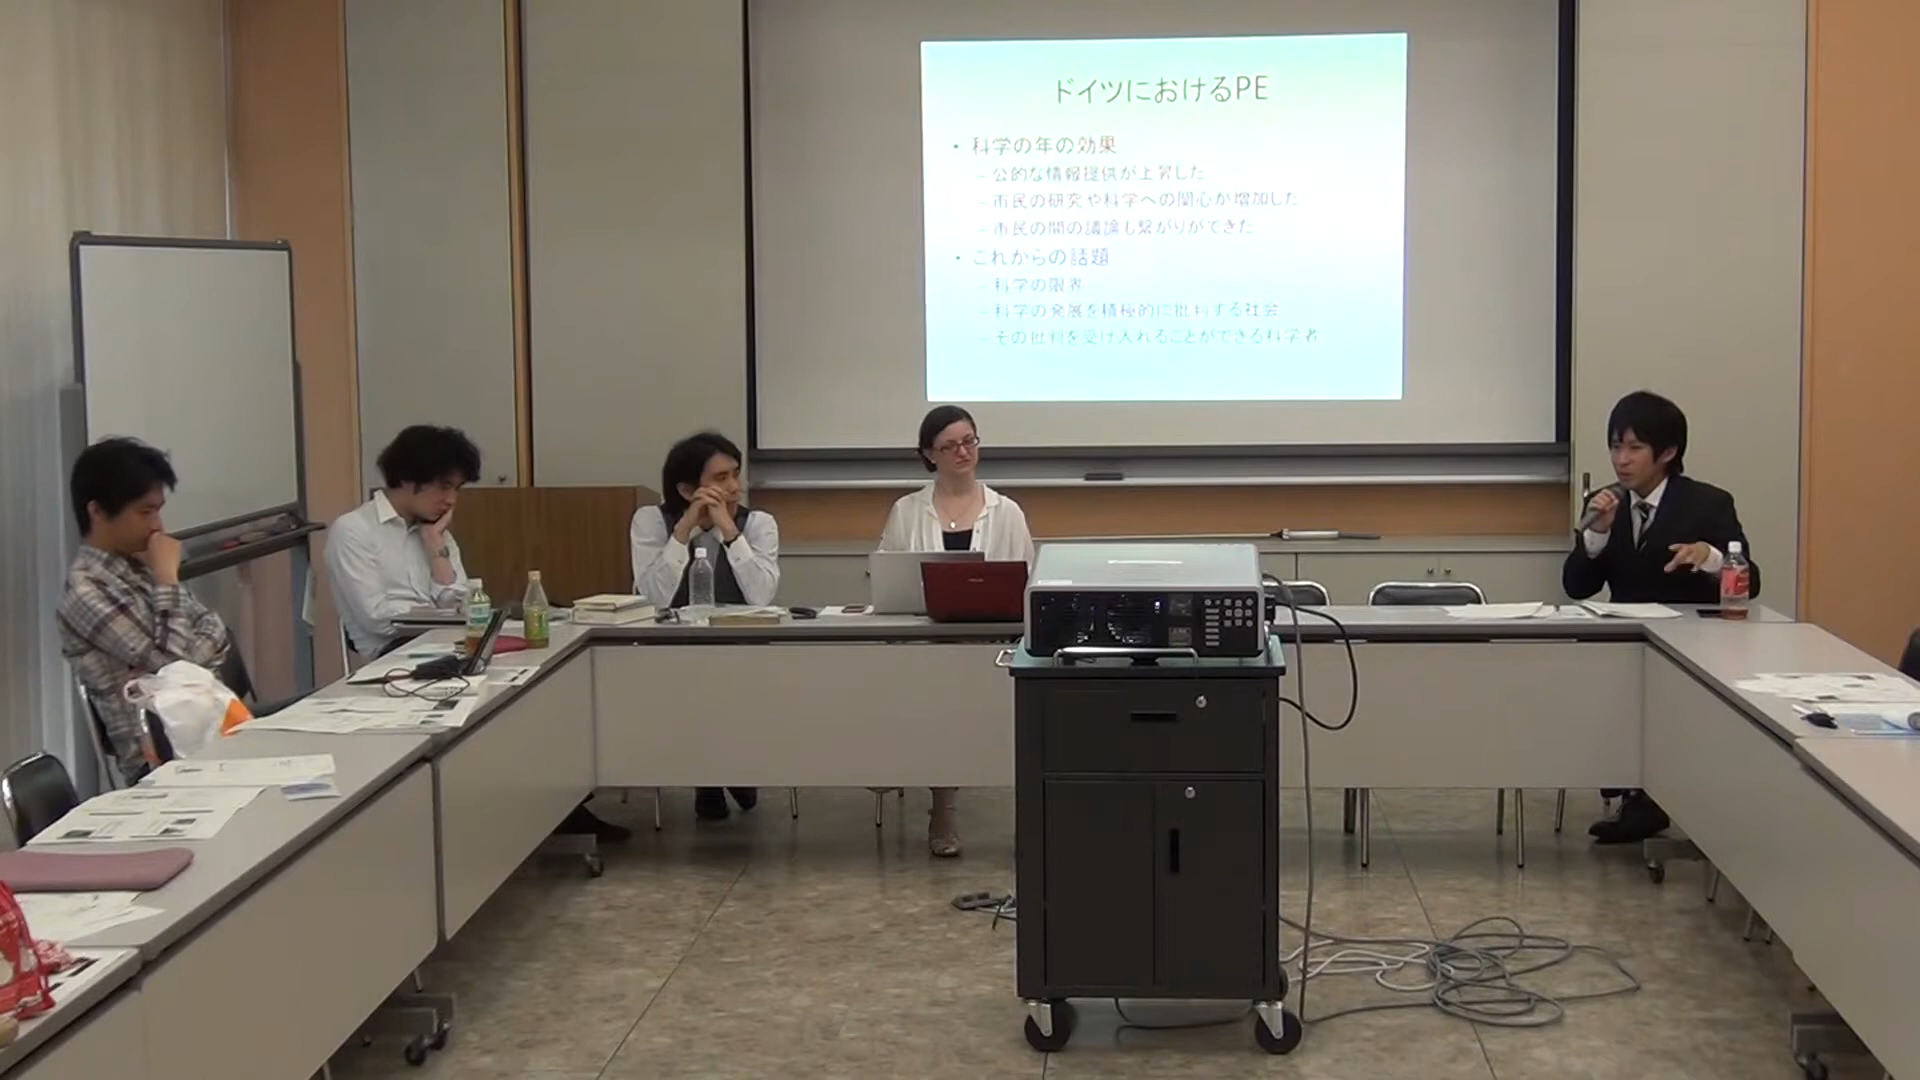 ドイツにおけるPE
・科学の年の効果
－公的な情報提供が上昇した
－市民の研究や科学への関心が増加した
－市民の間の議論も繋がりができた
・これからの話題
－科学の限界
－科学の発展を積極的に批判する社会
－その批判を受け入れることができる科学者